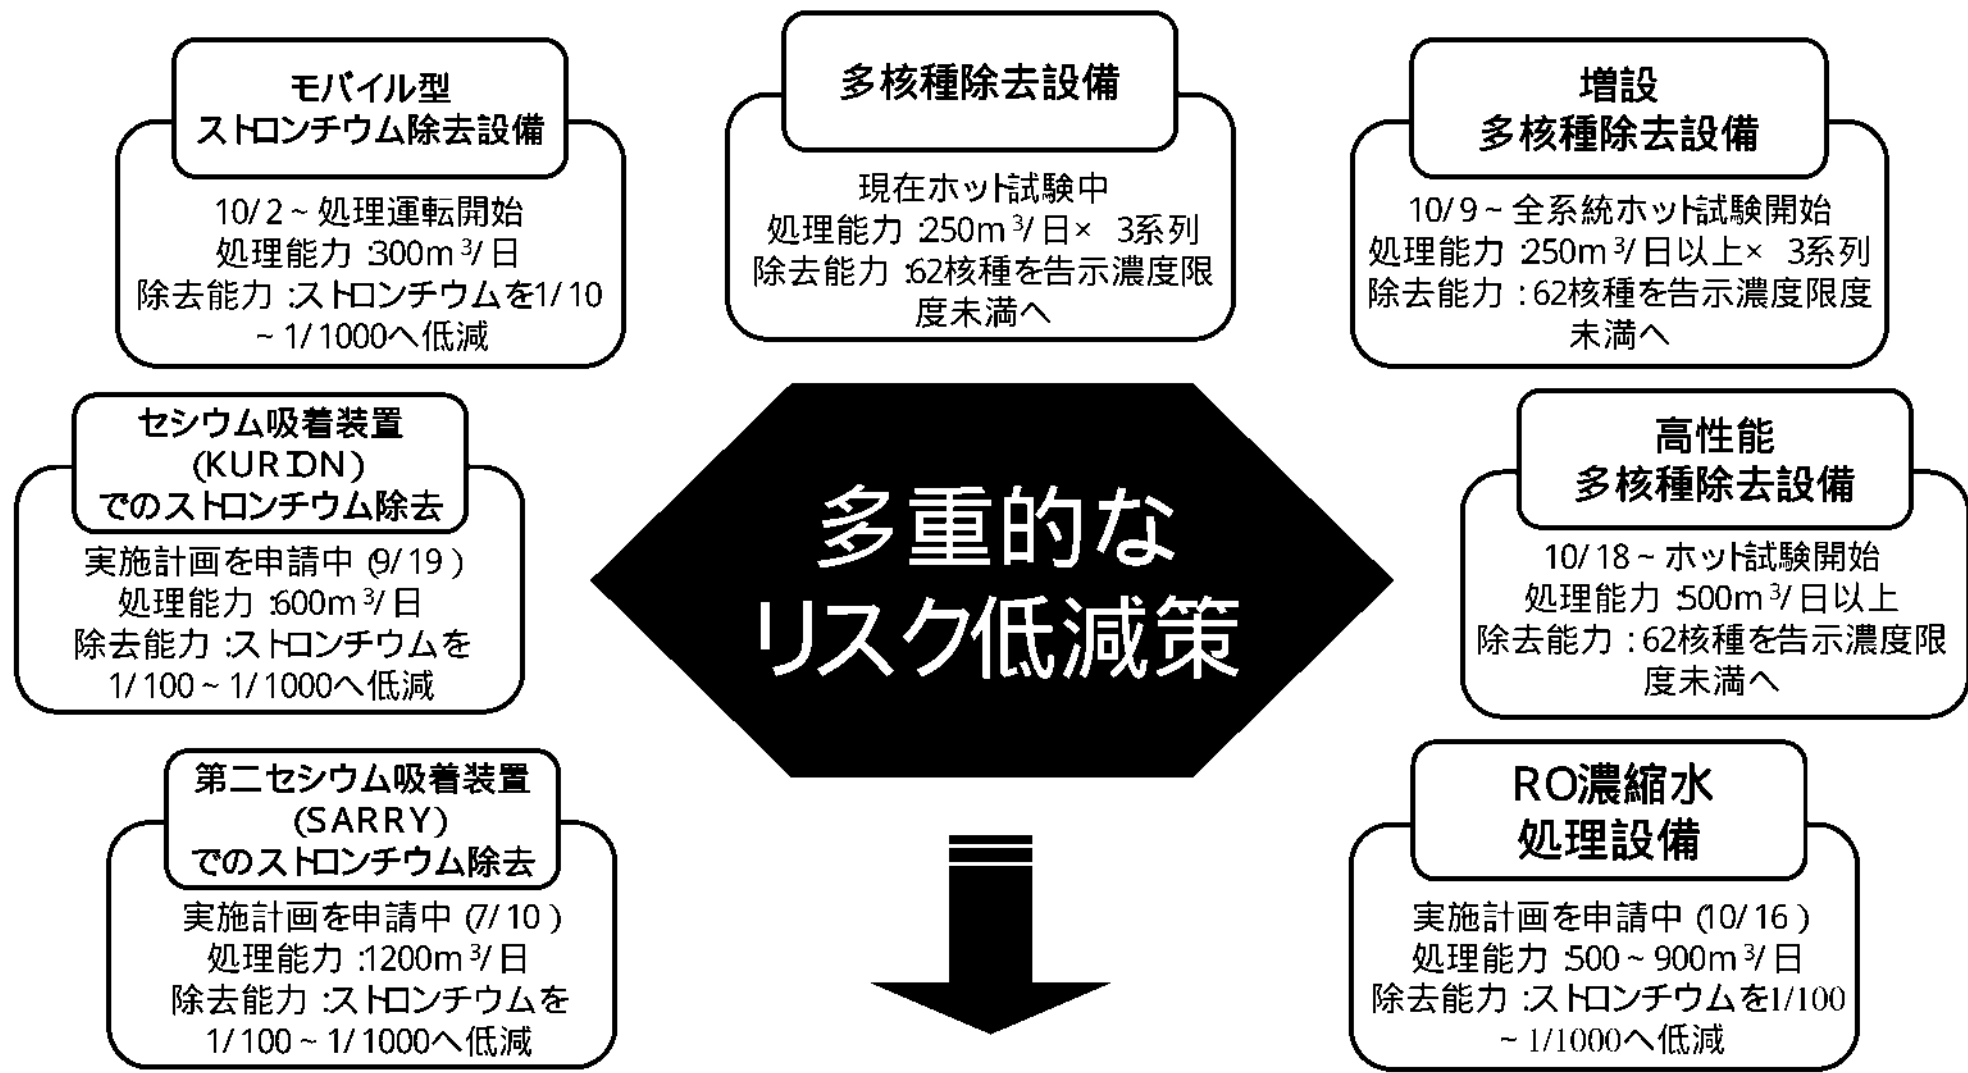 モバイル型
ストロンチウム除去設備
10/2~処理運転開始
処理能力:300m³/日
除去能力:ストロンチウムを1/10
~1/1000へ低減
多核種除去設備
現在ホット試験中
処理能力:250m³/日×3系列
除去能力:62核種を告示濃度限
度未満へ
増設
多核種除去設備
10/9~全系統ホット試験開始
処理能力:250m³/日以上×3系列
除去能力:62核種を告示濃度限度
未満へ
セシウム吸着装置
(KURION)
でのストロンチウム除去
実施計画を申請中(9/19)
処理能力:600m³/日
除去能力:ストロンチウムを
1/100~1/1000へ低減
多重的な
リスク低減策
高性能
多核種除去設備
10/18~ホット試験開始
処理能力:500m³/日以上
除去能力:62核種を告示濃度限
度未満へ
第二セシウム吸着装置
(SARRY)
でのストロンチウム除去
実施計画を申請中(7/10)
処理能力:1200m³/日
除去能力:ストロンチウムを
1/100~1/1000へ低減
RO濃縮水
処理設備
実施計画を申請中(10/16)
処理能力:500~900m³/日
除去能力:ストロンチウムを1/100
~1/1000へ低減